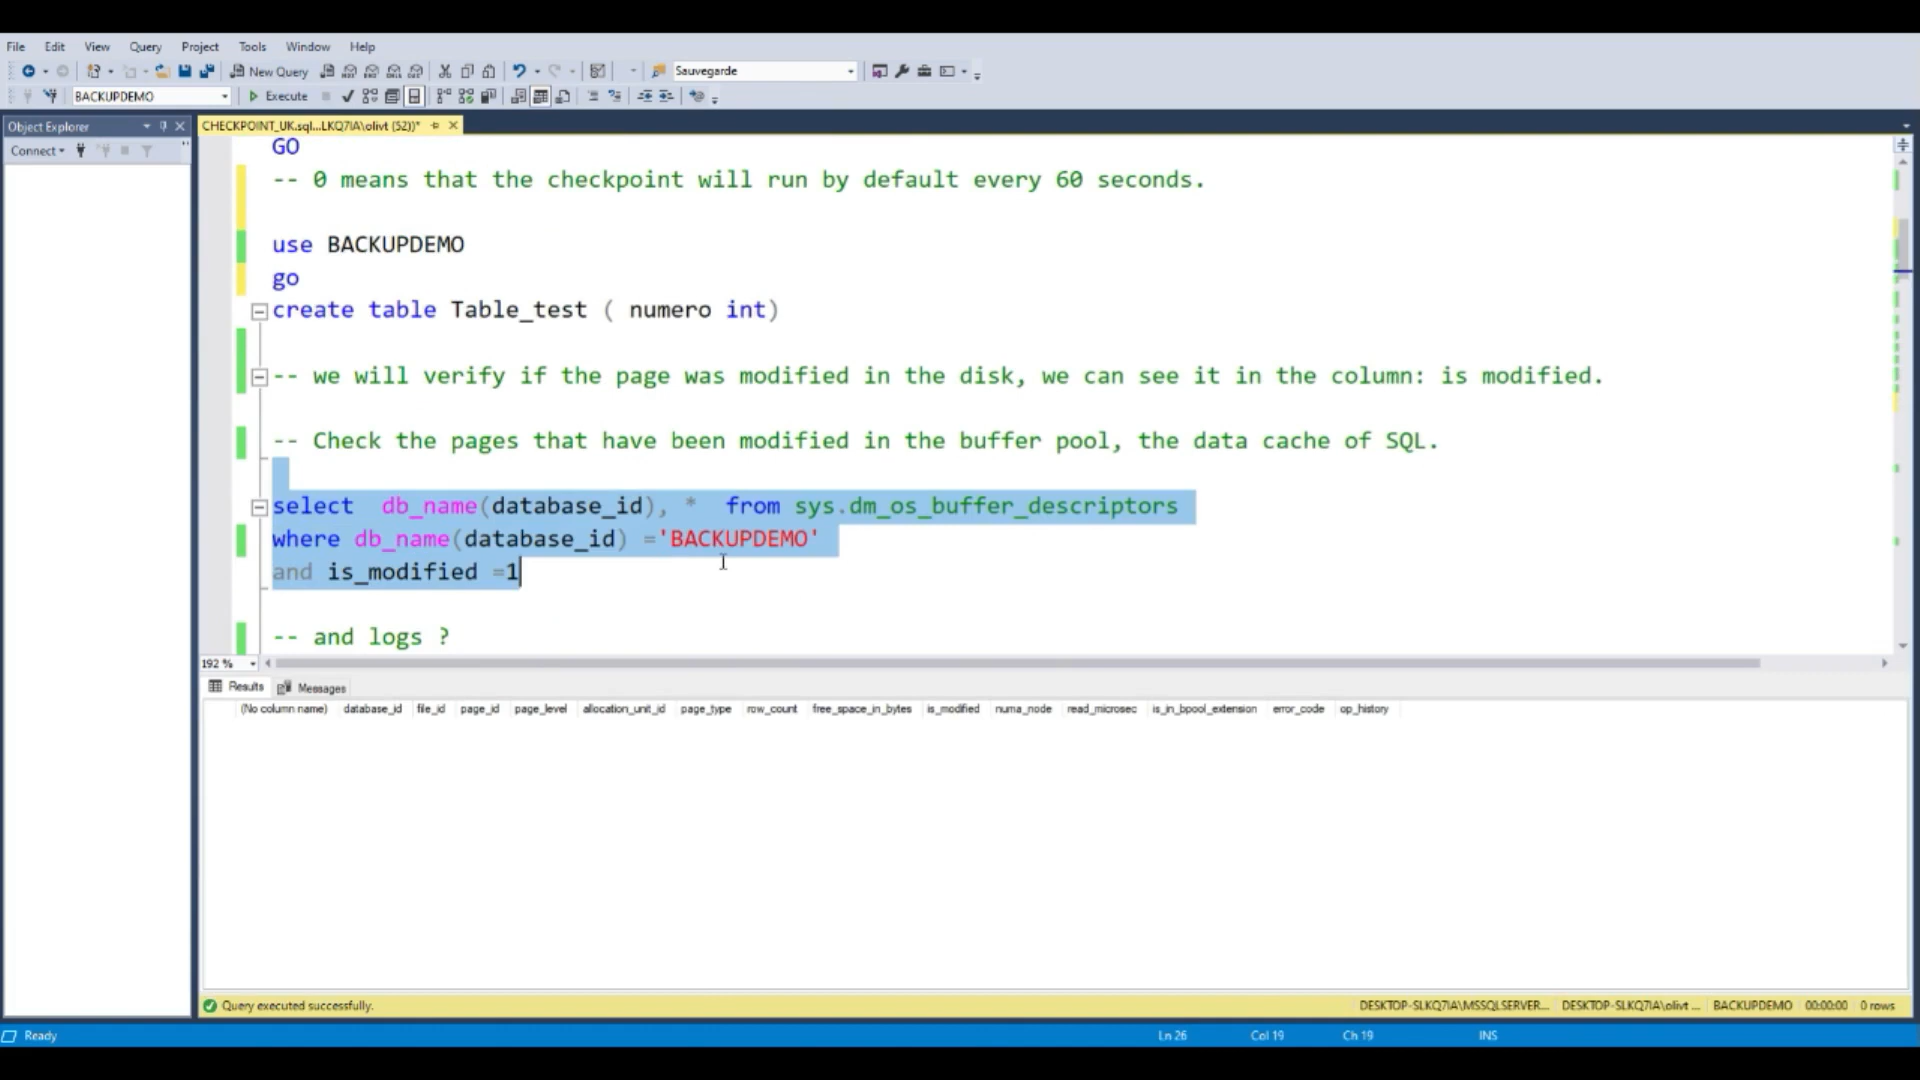 File Edit View Query Project Tools Window Help
New Query Sauvegarde
BACKUPDEMO Execute
Object Explorer
CHECKPOINT_UK.sql...LKQ7IA\olivt (52))*
Connect
GO
-- 0 means that the checkpoint will run by default every 60 seconds.
use BACKUPDEMO
go
create table Table_test ( numero int)
-- we will verify if the page was modified in the disk, we can see it in the column: is modified.
-- Check the pages that have been modified in the buffer pool, the data cache of SQL.
select  db_name(database_id), *  from sys.dm_os_buffer_descriptors
where db_name(database_id) ='BACKUPDEMO'
and is_modified =1
-- and logs ?
192 %
Results Messages
(No column name) database_id file_id page_id page_level allocation_unit_id page_type row_count free_space_in_bytes is_modified numa_node read_microsec is_in_bpool_extension error_code op_history
Query executed successfully. DESKTOP-SLKQ7IA\MSSQLSERVER... DESKTOP-SLKQ7IA\olivt ... BACKUPDEMO 00:00:00 0 rows
Ready Ln 26 Col 19 Ch 19 INS